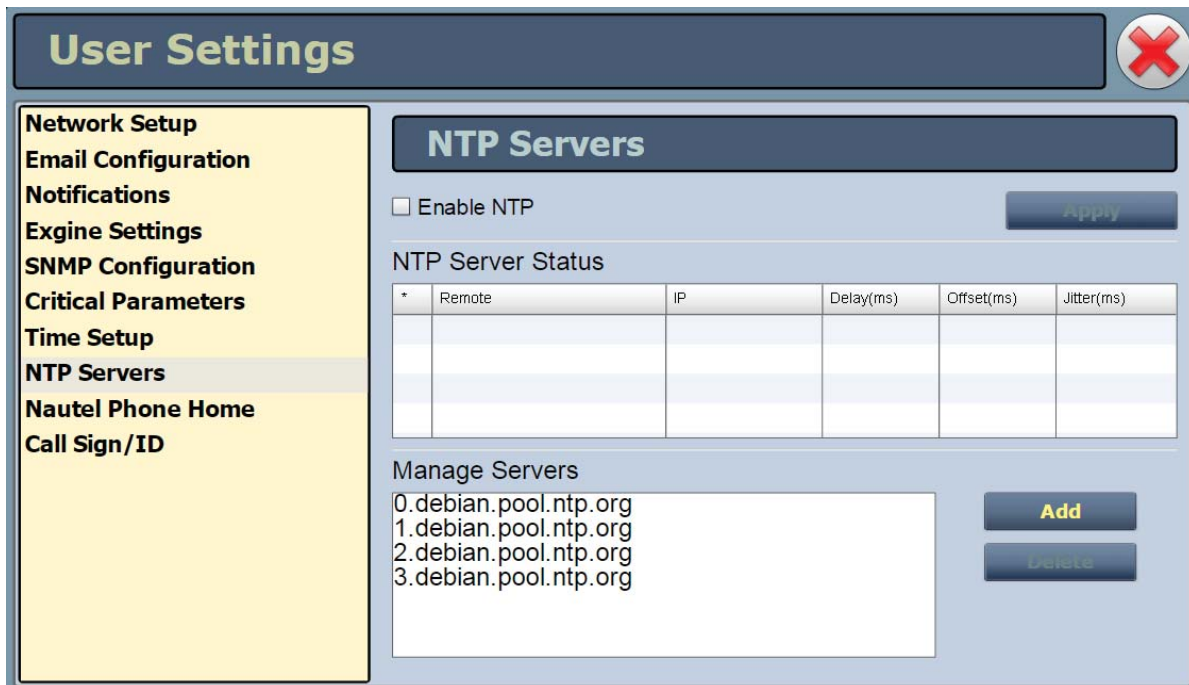 User Settings
Network Setup
Email Configuration
Notifications
Exgine Settings
SNMP Configuration
Critical Parameters
Time Setup
NTP Servers
Nautel Phone Home
Call Sign/ID
NTP Servers
Enable NTP
Apply
NTP Server Status
* Remote IP Delay(ms) Offset(ms) Jitter(ms)
Manage Servers
0.debian.pool.ntp.org
1.debian.pool.ntp.org
2.debian.pool.ntp.org
3.debian.pool.ntp.org
Add
Delete